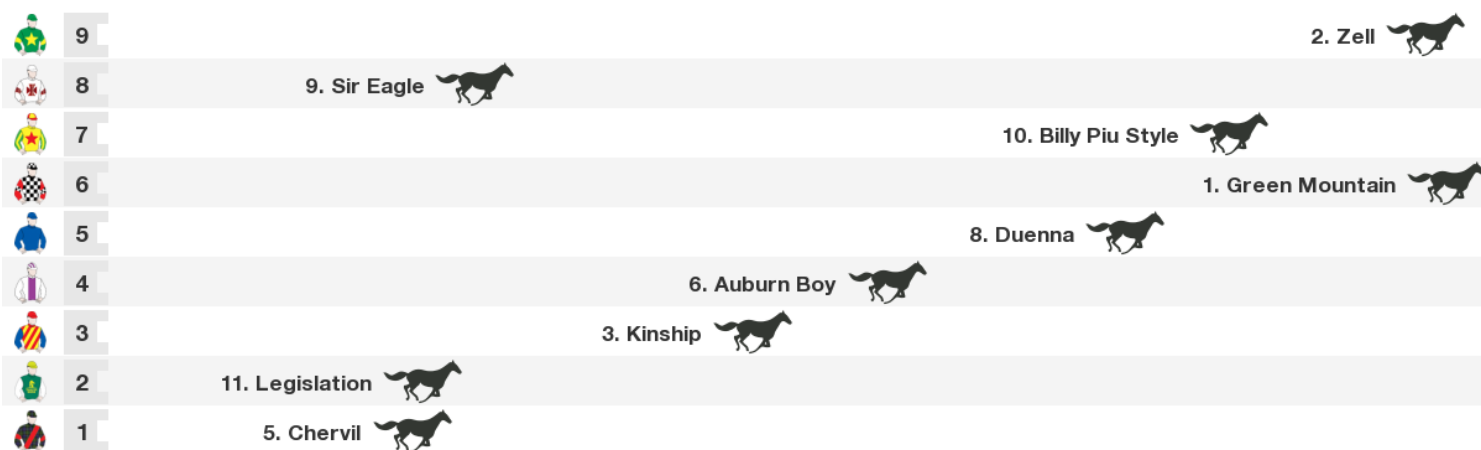 9 2. Zell
8 9. Sir Eagle
7 10. Billy Piu Style
6 1. Green Mountain
5 8. Duenna
4 6. Auburn Boy
3 3. Kinship
2 11. Legislation
1 5. Chervil